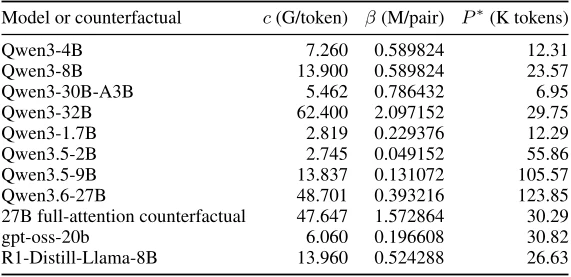 Model or counterfactual c (G/token) β (M/pair) P* (K tokens)
Qwen3-4B 7.260 0.589824 12.31
Qwen3-8B 13.900 0.589824 23.57
Qwen3-30B-A3B 5.462 0.786432 6.95
Qwen3-32B 62.400 2.097152 29.75
Qwen3-1.7B 2.819 0.229376 12.29
Qwen3.5-2B 2.745 0.049152 55.86
Qwen3.5-9B 13.837 0.131072 105.57
Qwen3.6-27B 48.701 0.393216 123.85
27B full-attention counterfactual 47.647 1.572864 30.29
gpt-oss-20b 6.060 0.196608 30.82
R1-Distill-Llama-8B 13.960 0.524288 26.63